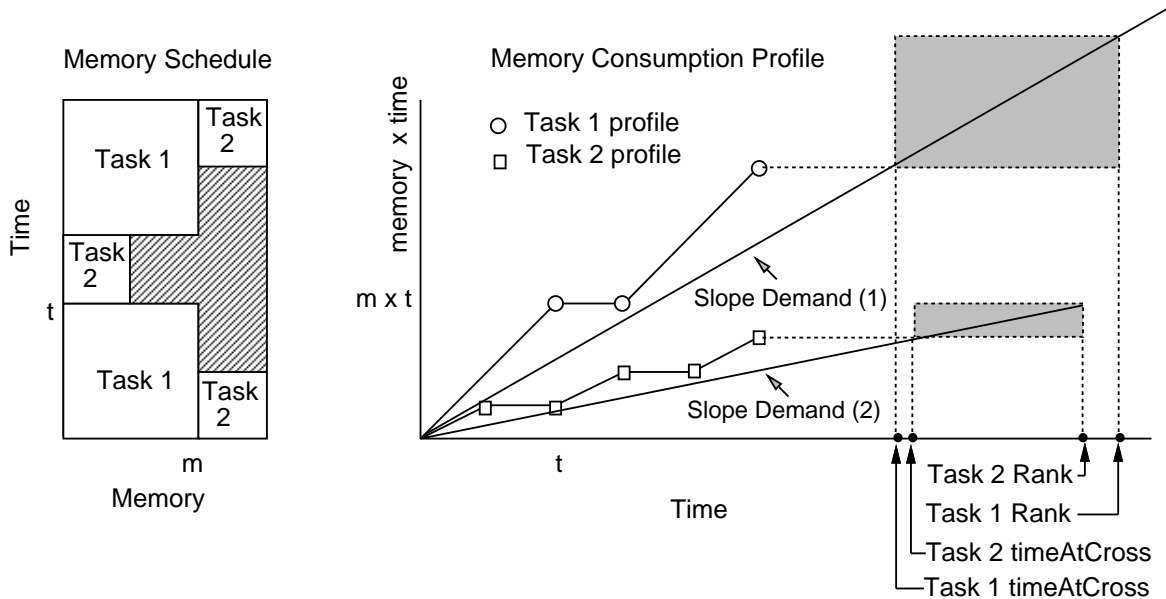 Memory Schedule
Task
2
Task 1
Task
2
Task 1
Task
2
Time
t
m
Memory
Memory Consumption Profile
Task 1 profile
Task 2 profile
memory x time
m x t
Slope Demand (1)
Slope Demand (2)
t
Time
Task 2 Rank
Task 1 Rank
Task 2 timeAtCross
Task 1 timeAtCross